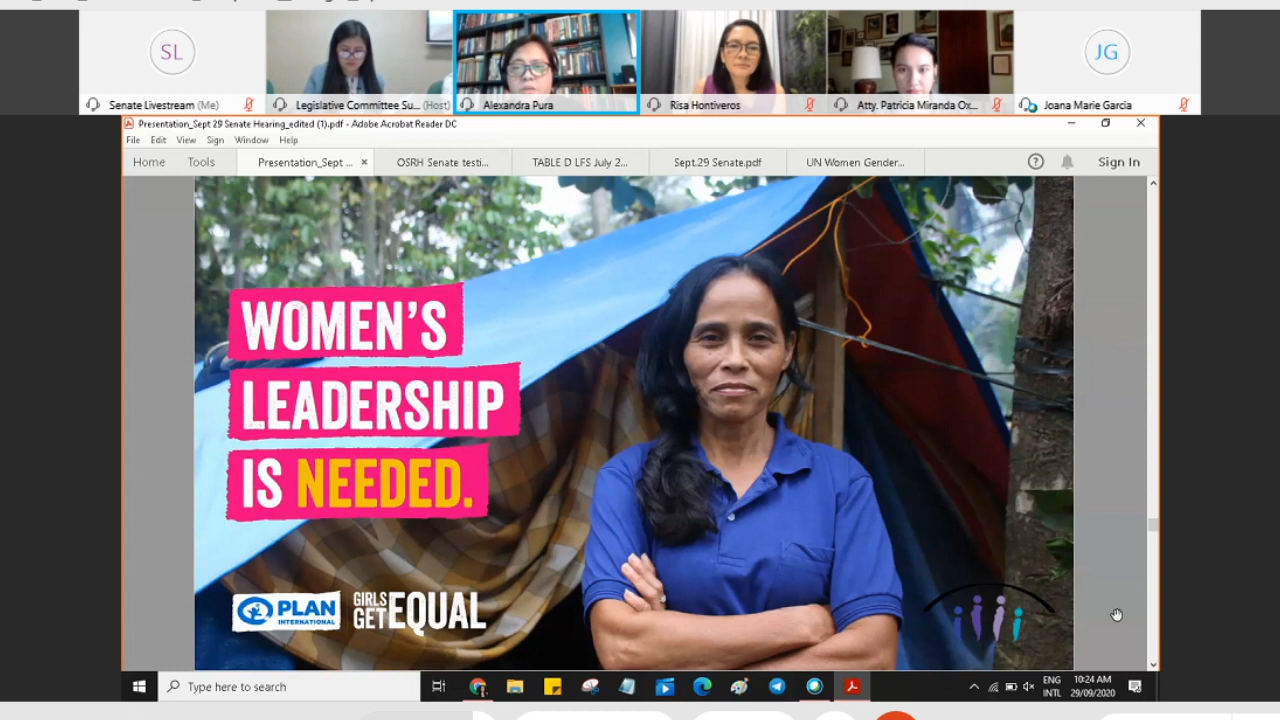 SL
JG
Senate Livestream (Me)
Legislative Committee Su... (Host)
Alexandra Pura
Risa Hontiveros
Atty. Patricia Miranda Ox...
Joana Marie Garcia
Presentation_Sept 29 Senate Hearing_edited (1).pdf - Adobe Acrobat Reader DC
File Edit View Sign Window Help
Home Tools Presentation_Sept ... × OSRH Senate testi... TABLE D LFS July 2... Sept.29 Senate.pdf UN Women Gender... Sign In
WOMEN'S
LEADERSHIP
IS NEEDED.
PLAN
INTERNATIONAL
GIRLS
GET EQUAL
Type here to search
ENG
INTL
10:24 AM
29/09/2020